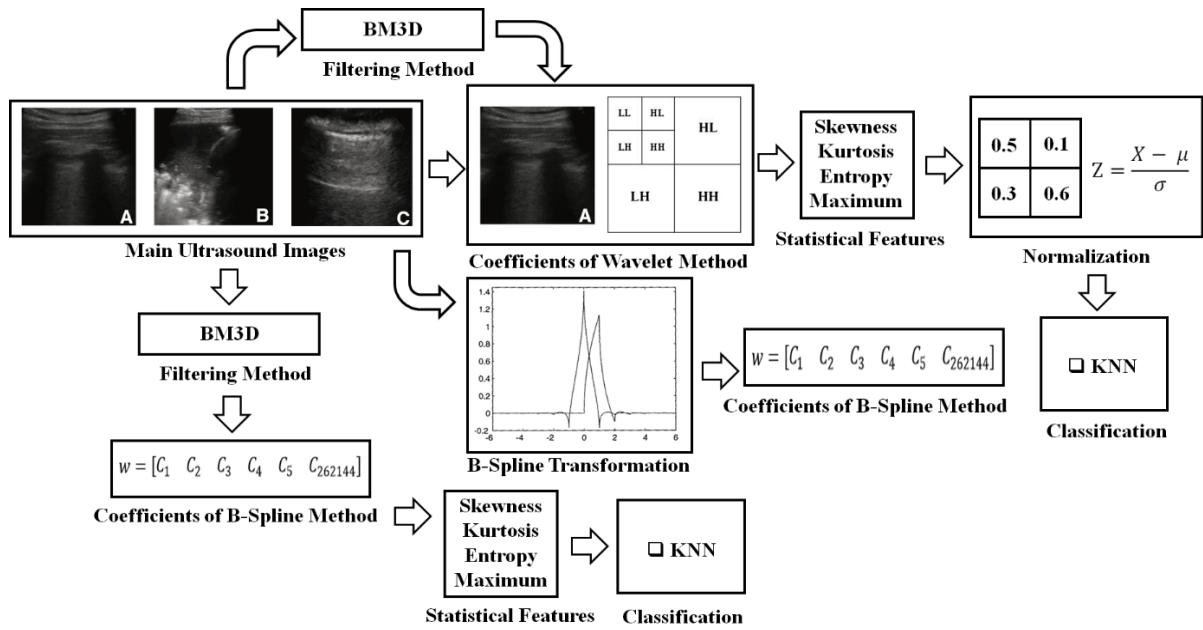 BM3D
Filtering Method
A
B
C
Main Ultrasound Images
A
LL HL
LH HH
HL
LH
HH
Coefficients of Wavelet Method
Skewness
Kurtosis
Entropy
Maximum
Statistical Features
0.5 0.1
0.3 0.6
Z = (X − μ) / σ
Normalization
BM3D
Filtering Method
1.4
1.2
1
0.8
0.6
0.4
0.2
0
-0.2
-6 -4 -2 0 2 4 6
B-Spline Transformation
w = [C₁ C₂ C₃ C₄ C₅ C₂₆₂₁₄₄]
Coefficients of B-Spline Method
❑ KNN
Classification
w = [C₁ C₂ C₃ C₄ C₅ C₂₆₂₁₄₄]
Coefficients of B-Spline Method
Skewness
Kurtosis
Entropy
Maximum
Statistical Features
❑ KNN
Classification